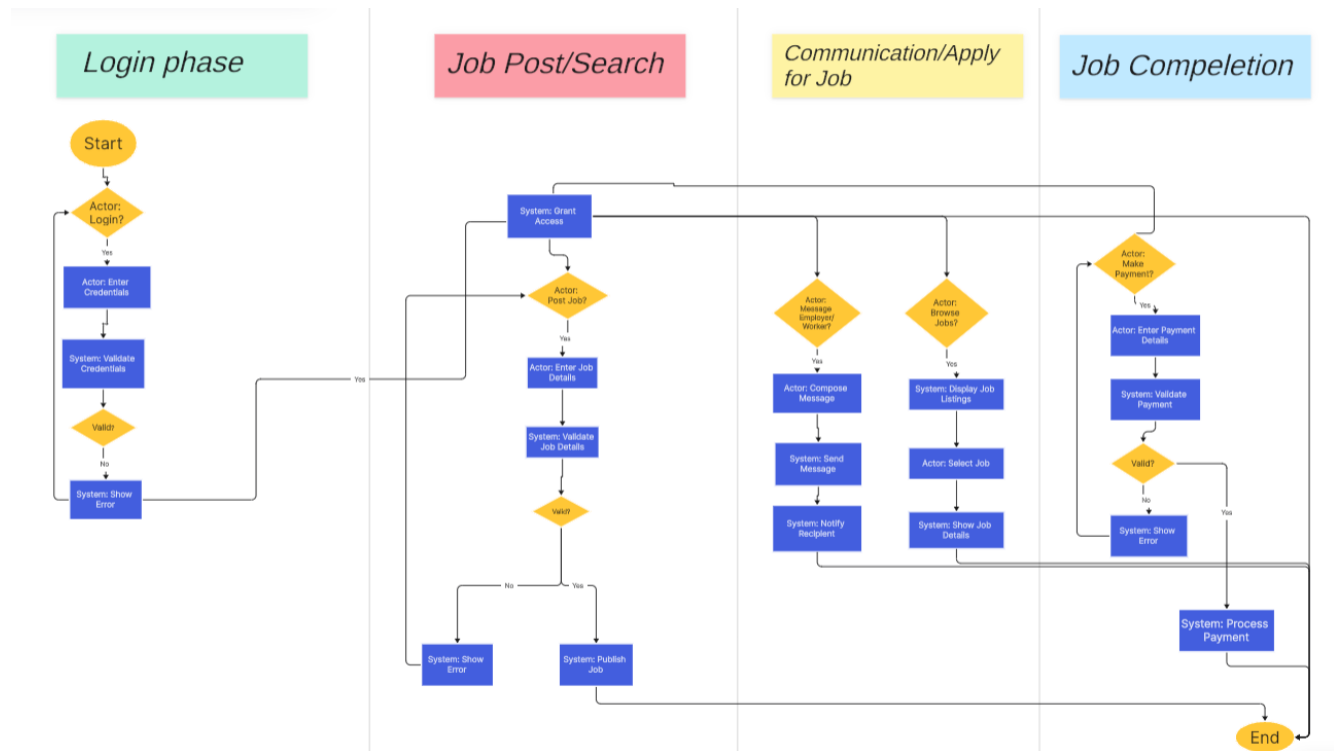 Login phase
Start
Actor:
Login?
Yes
Actor: Enter
Credentials
System: Validate
Credentials
Valid?
No
System: Show
Error
Yes
Job Post/Search
System: Grant
Access
Actor:
Post Job?
Yes
Actor: Enter Job
Details
System: Validate
Job Details
Valid?
No
Yes
System: Show
Error
System: Publish
Job
Communication/Apply
for Job
Actor:
Message
Employer/
Worker?
Yes
Actor: Compose
Message
System: Send
Message
System: Notify
Recipient
Actor:
Browse
Jobs?
Yes
System: Display Job
Listings
Actor: Select Job
System: Show Job
Details
Job Compeletion
Actor:
Make
Payment?
Yes
Actor: Enter Payment
Details
System: Validate
Payment
Valid?
No
Yes
System: Show
Error
System: Process
Payment
End